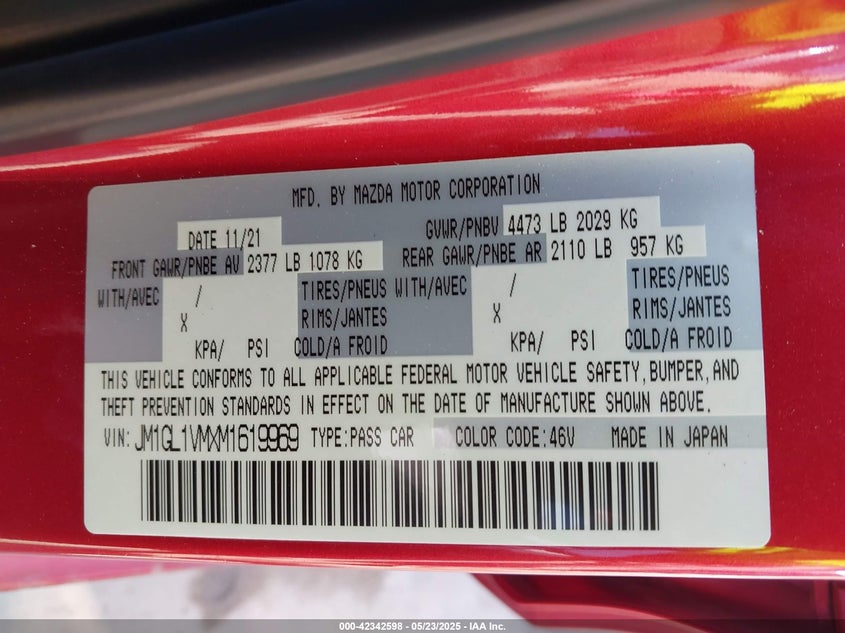 MFD. BY MAZDA MOTOR CORPORATION
DATE 11/21 GVWR/PNBV 4473 LB 2029 KG
FRONT GAWR/PNBE AV 2377 LB 1078 KG REAR GAWR/PNBE AR 2110 LB 957 KG
WITH/AVEC / TIRES/PNEUS WITH/AVEC / TIRES/PNEUS
X RIMS/JANTES X RIMS/JANTES
KPA/ PSI COLD/A FROID KPA/ PSI COLD/A FROID
THIS VEHICLE CONFORMS TO ALL APPLICABLE FEDERAL MOTOR VEHICLE SAFETY, BUMPER, AND
THEFT PREVENTION STANDARDS IN EFFECT ON THE DATE OF MANUFACTURE SHOWN ABOVE.
VIN: JM1GL1VMXM1619969 TYPE: PASS CAR COLOR CODE: 46V MADE IN JAPAN
000-42342598 - 05/23/2025 - IAA Inc.